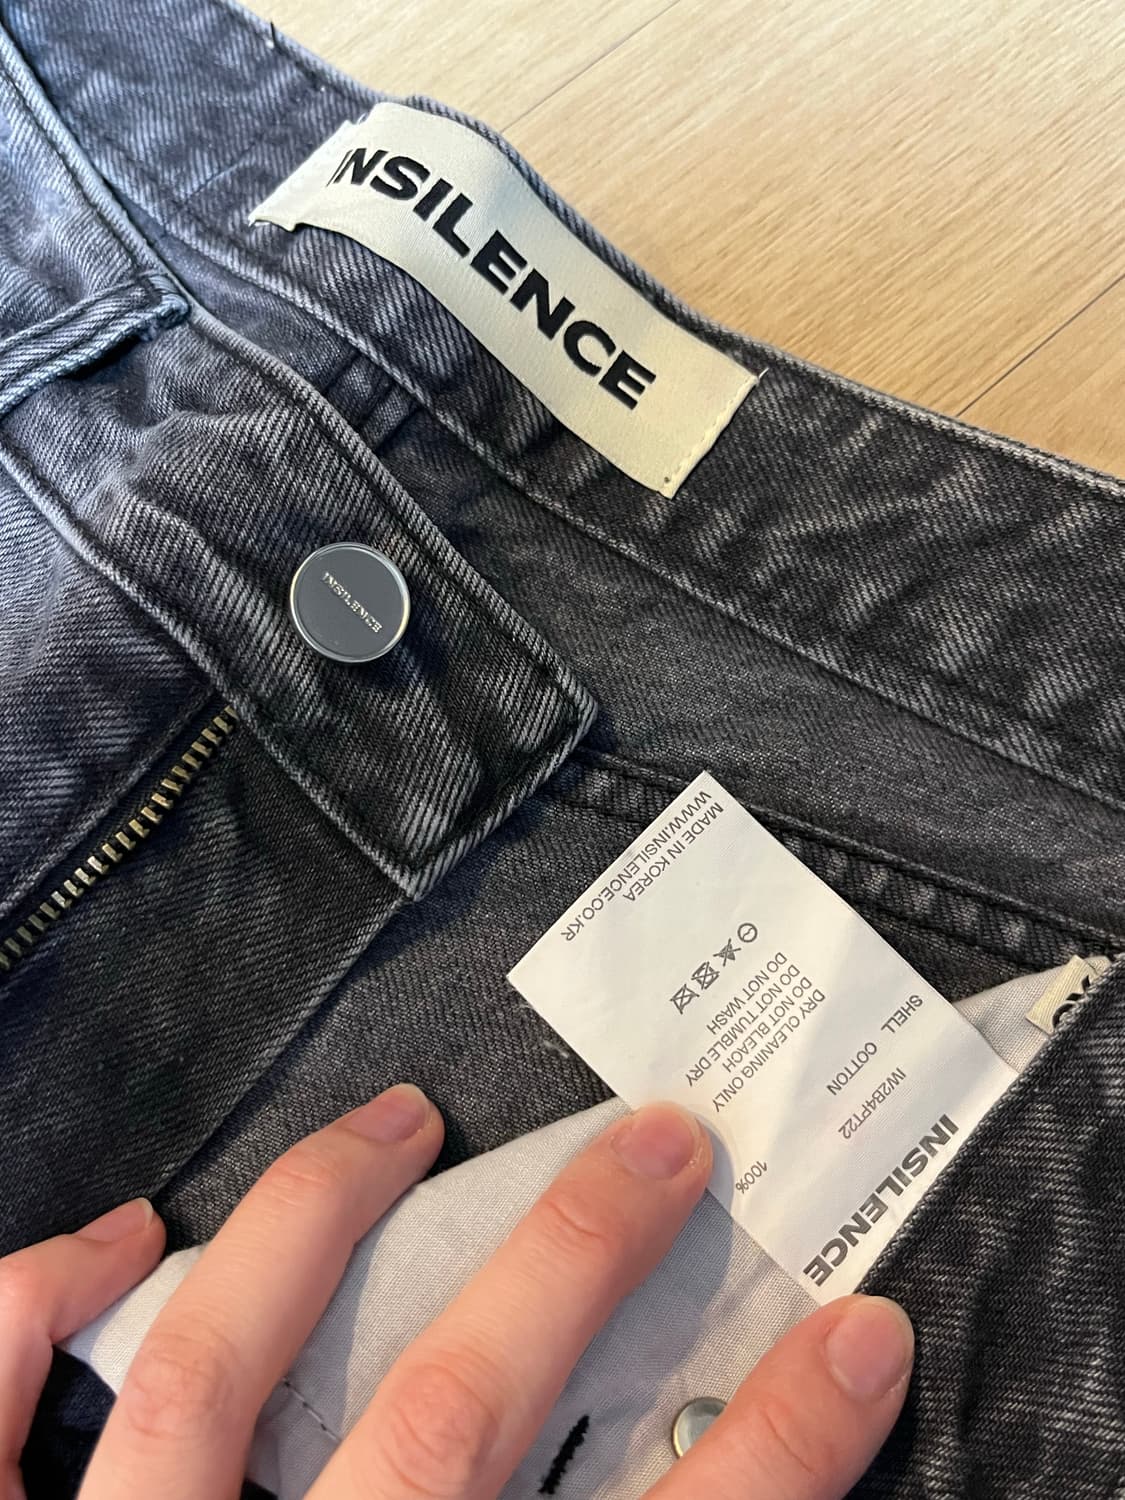 INSILENCE
INSILENCE
INSILENCE
IW2B4PT22
SHELL COTTON 100%
DRY CLEANING ONLY
DO NOT BLEACH
DO NOT TUMBLE DRY
DO NOT WASH
MADE IN KOREA
WWW.INSILENCE.CO.KR